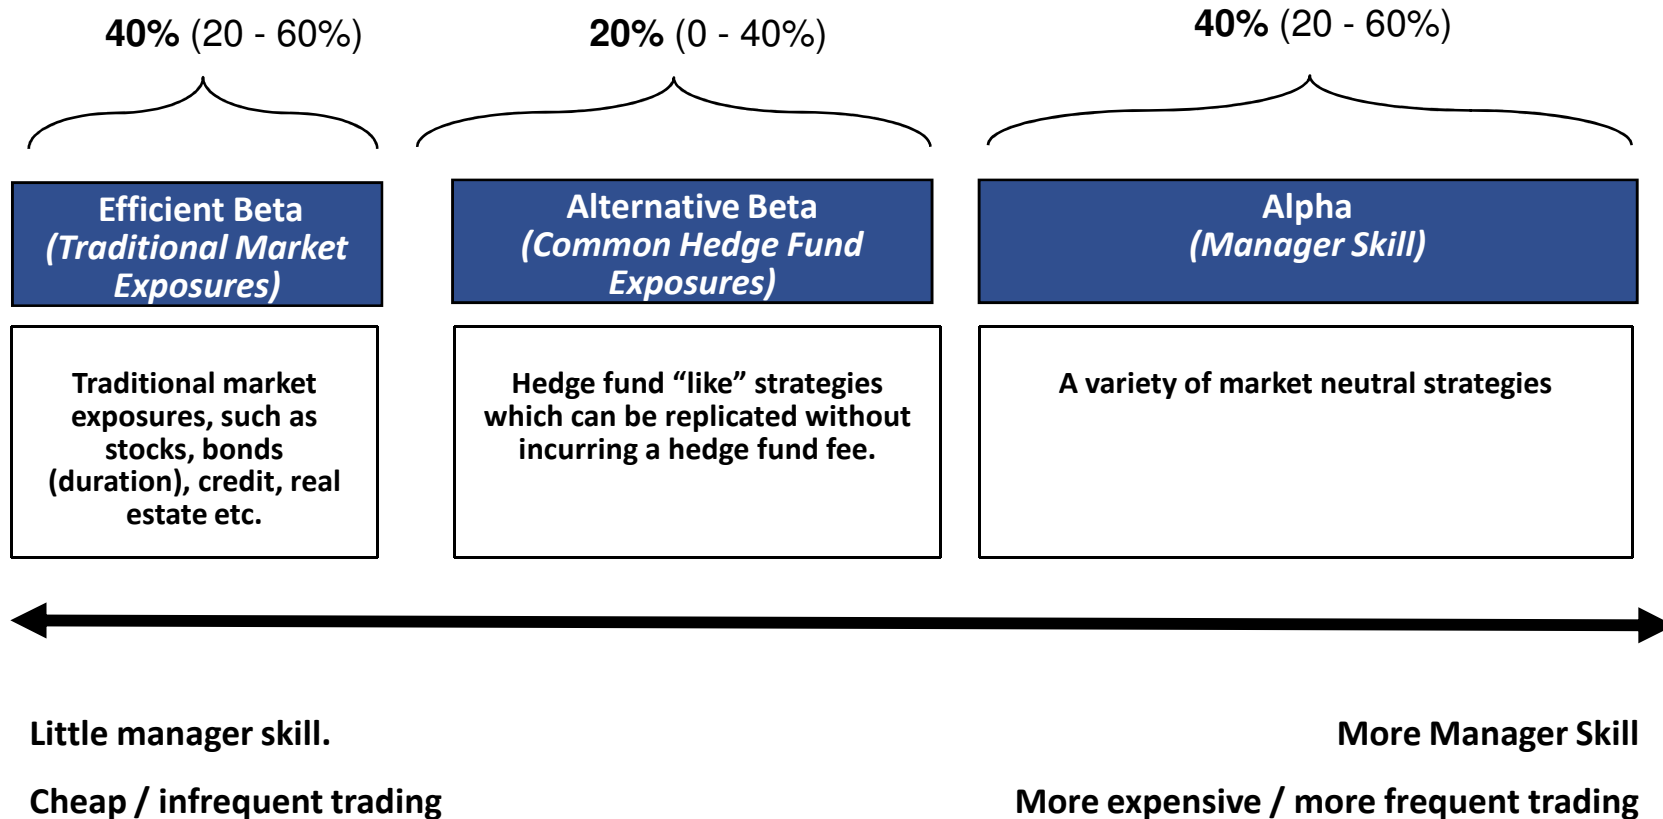 40% (20 - 60%)
20% (0 - 40%)
40% (20 - 60%)
Efficient Beta
(Traditional Market
Exposures)
Alternative Beta
(Common Hedge Fund
Exposures)
Alpha
(Manager Skill)
Traditional market
exposures, such as
stocks, bonds
(duration), credit, real
estate etc.
Hedge fund “like” strategies
which can be replicated without
incurring a hedge fund fee.
A variety of market neutral strategies
Little manager skill.
More Manager Skill
Cheap / infrequent trading
More expensive / more frequent trading